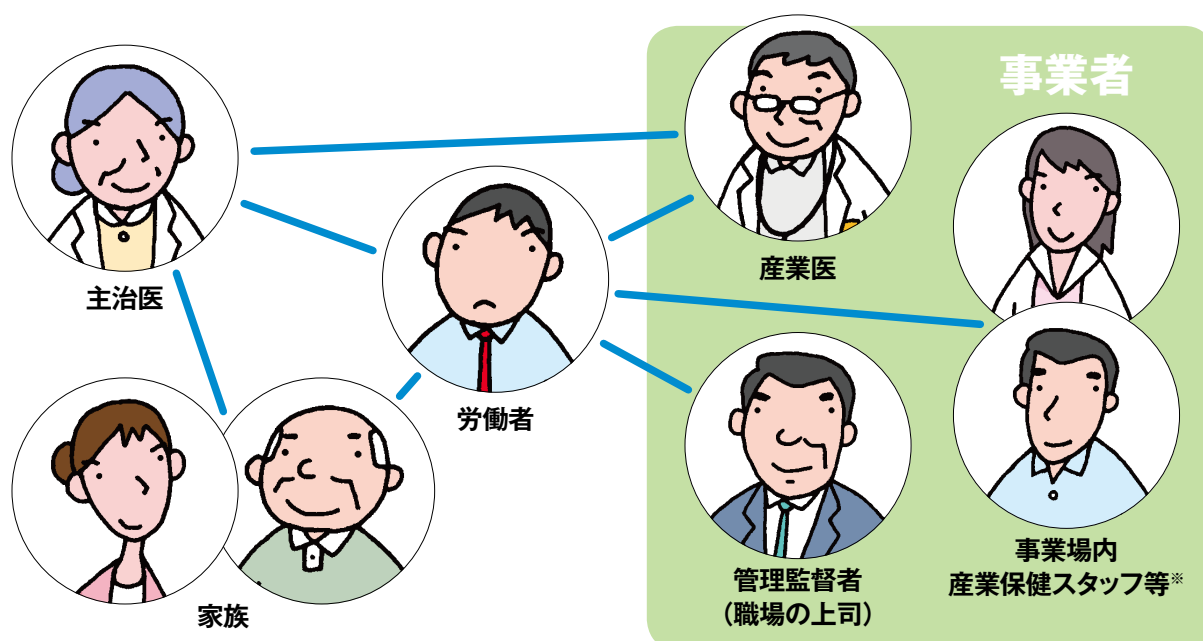 事業者
主治医
産業医
労働者
家族
管理監督者
（職場の上司）
事業場内
産業保健スタッフ等※